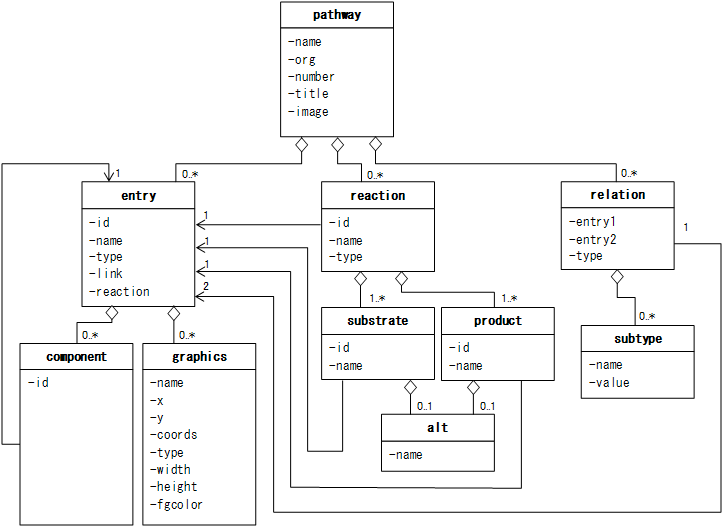 pathway
-name
-org
-number
-title
-image
1
0..*
0..*
0..*
entry
-id
-name
-type
-link
-reaction
reaction
-id
-name
-type
relation
-entry1
-entry2
-type
1
1
1
2
1
0..*
0..*
1..*
1..*
0..*
component
-id
graphics
-name
-x
-y
-coords
-type
-width
-height
-fgcolor
substrate
-id
-name
product
-id
-name
subtype
-name
-value
0..1
0..1
alt
-name